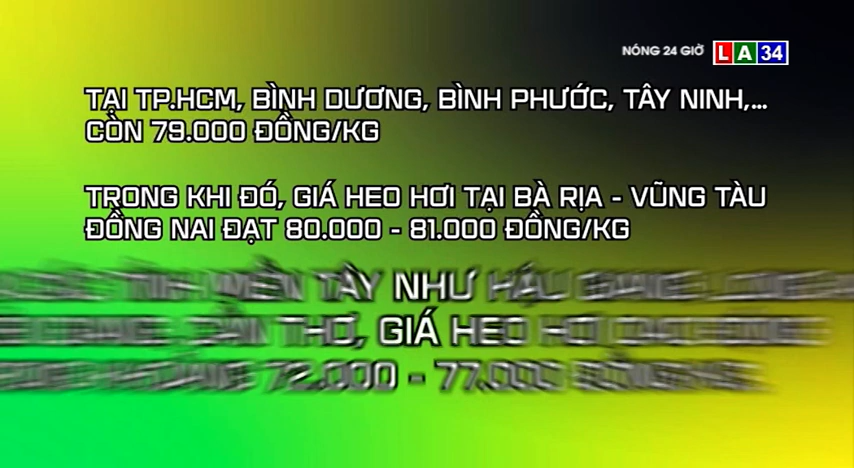 NÓNG 24 GIỜ LA34
TẠI TP.HCM, BÌNH DƯƠNG, BÌNH PHƯỚC, TÂY NINH,...
CÒN 79.000 ĐỒNG/KG
TRONG KHI ĐÓ, GIÁ HEO HƠI TẠI BÀ RỊA - VŨNG TÀU
ĐỒNG NAI ĐẠT 80.000 - 81.000 ĐỒNG/KG
TỈNH MIỀN TÂY NHƯ HẬU GIANG
CẦN THƠ, GIÁ HEO HƠI
72.000 - 77.000